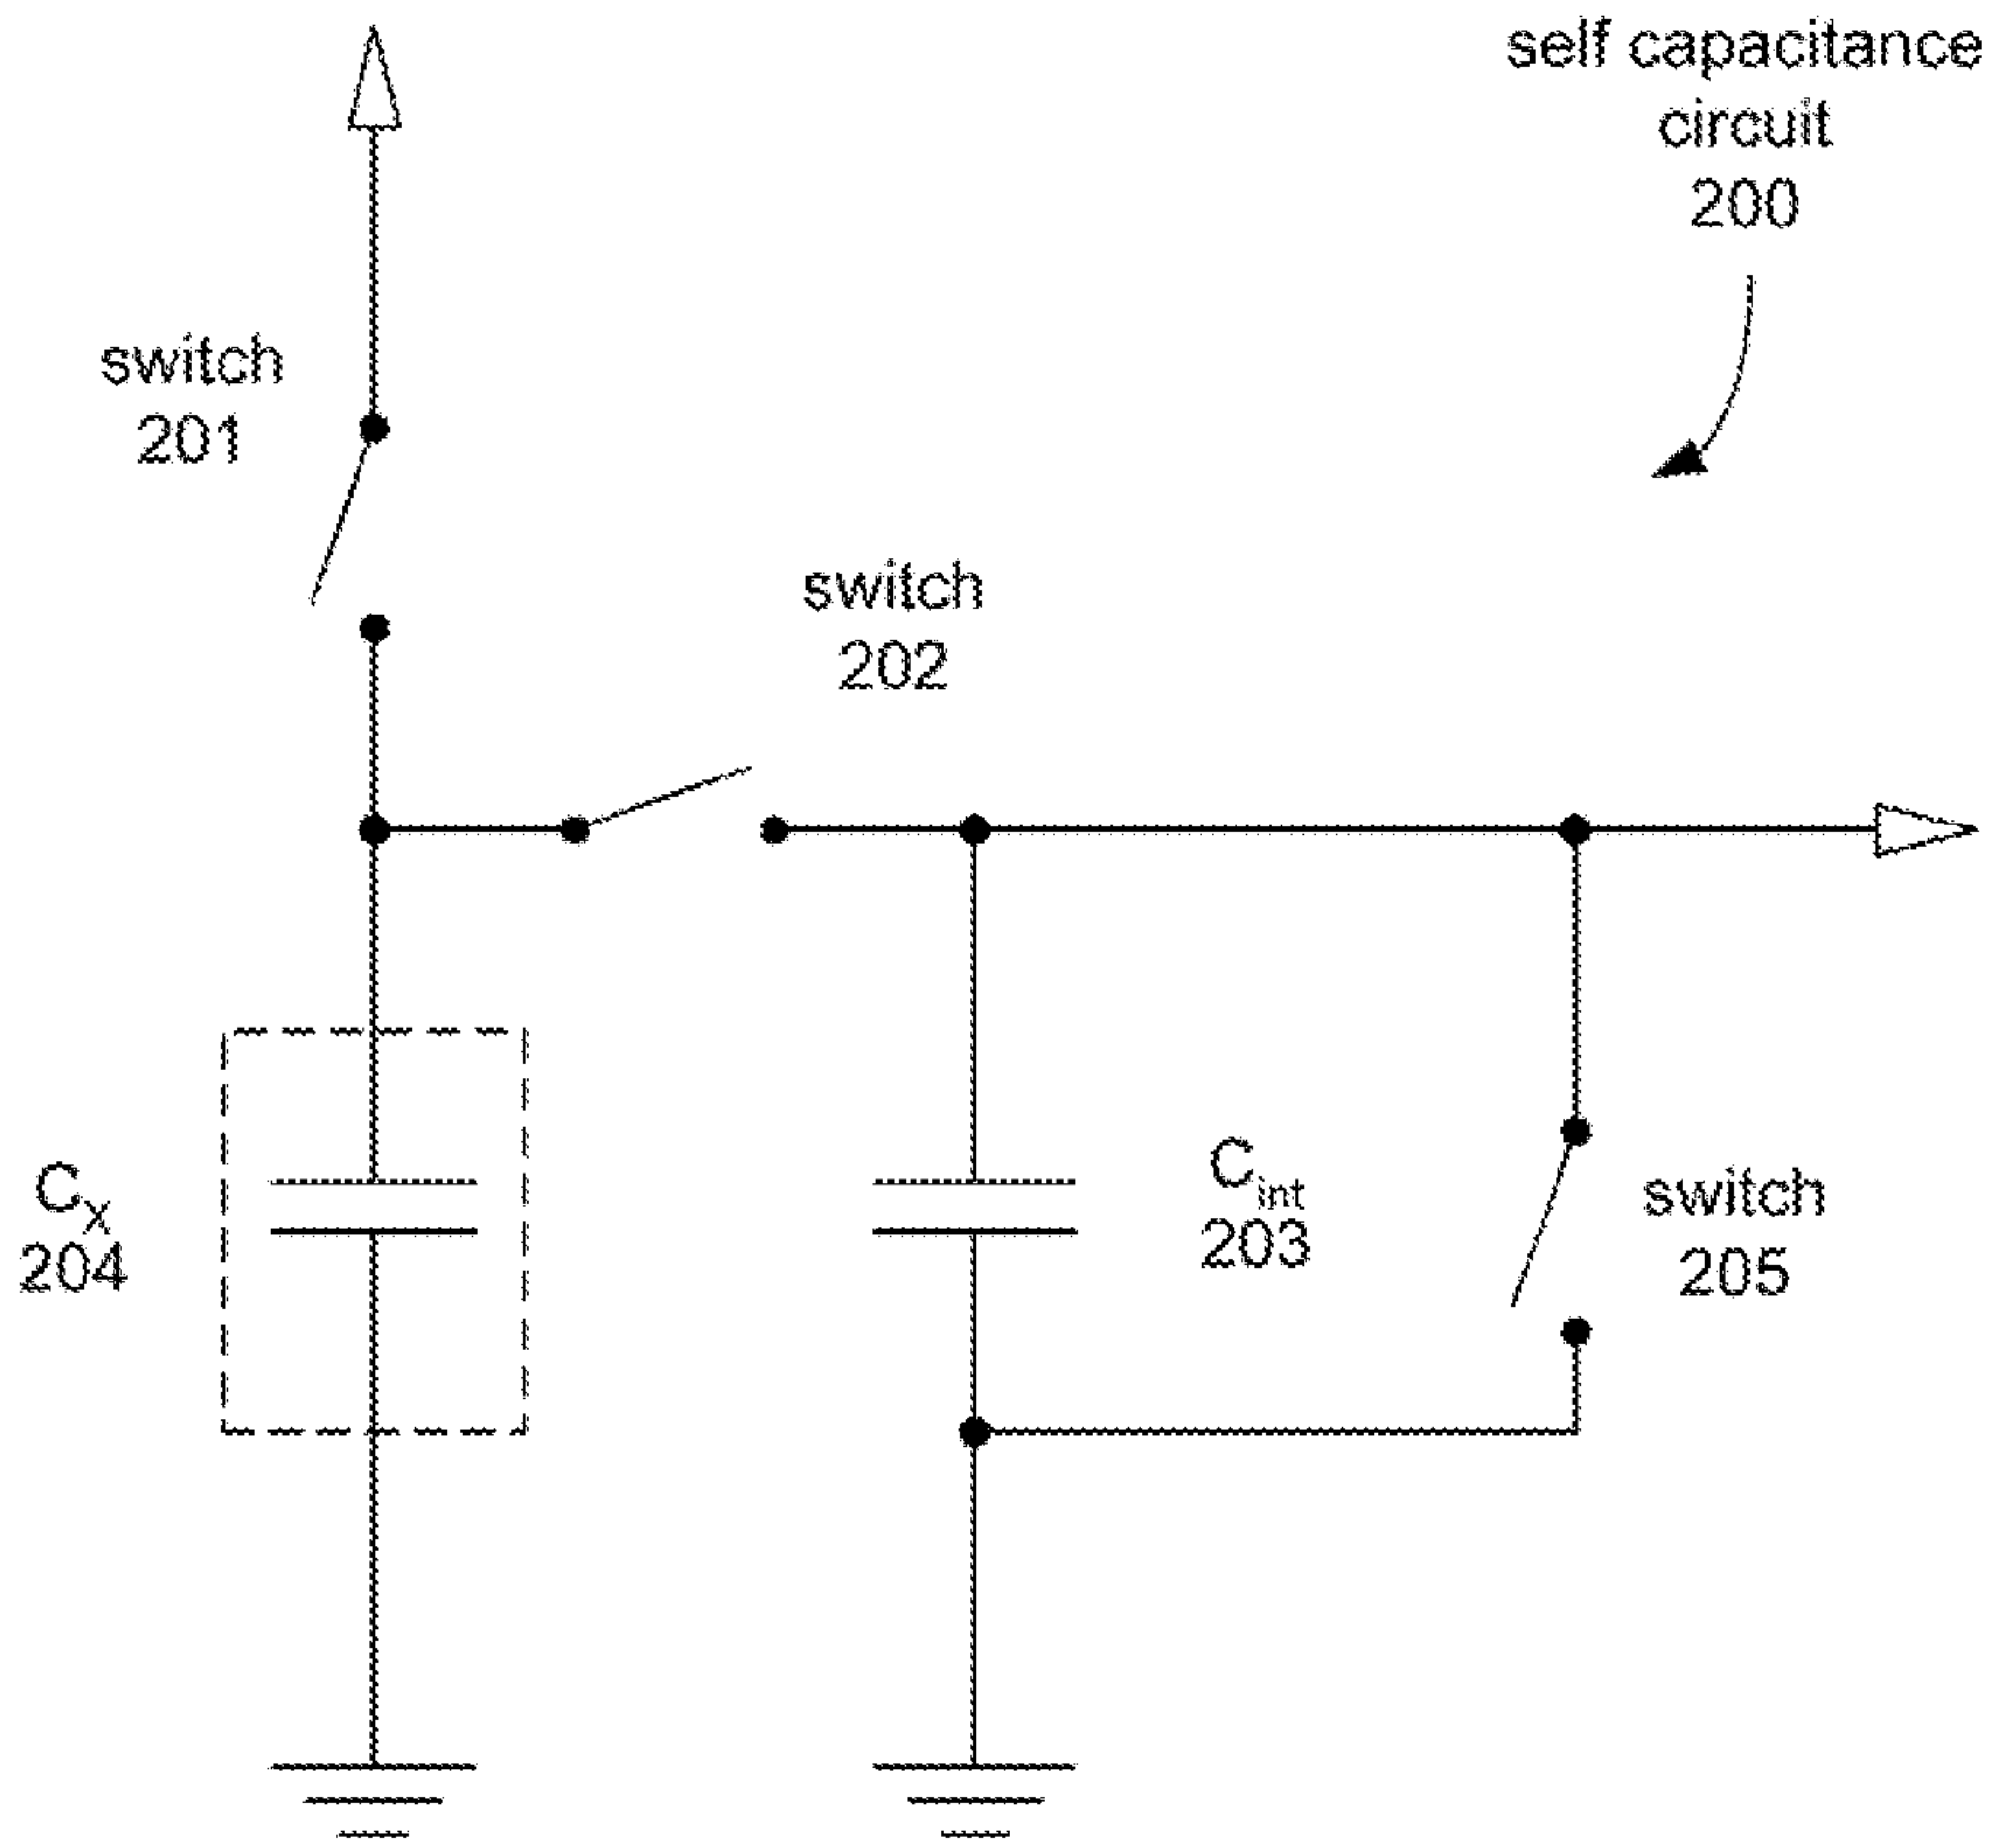 self capacitance
circuit
200
switch
201
switch
202
Cx
204
Cint
203
switch
205